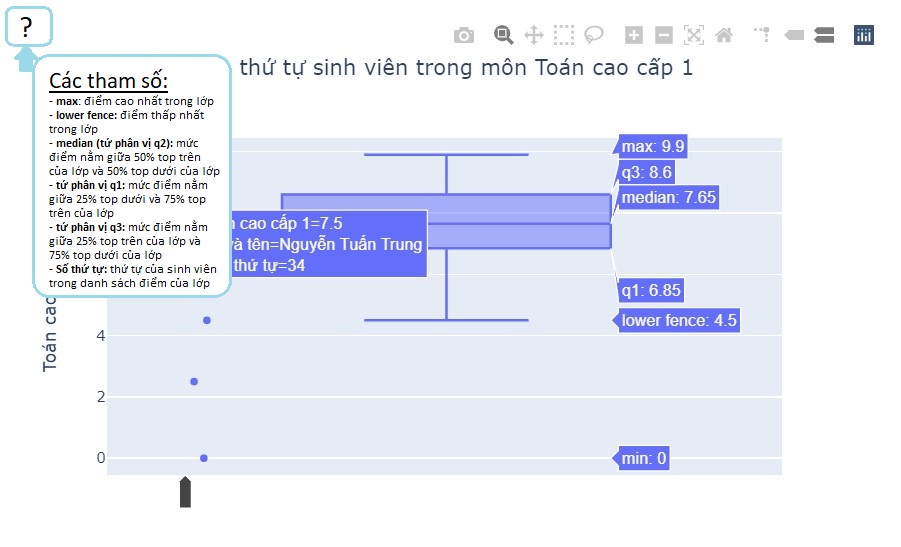 ?
thứ tự sinh viên trong môn Toán cao cấp 1
Các tham số:
- max: điểm cao nhất trong lớp
- lower fence: điểm thấp nhất
trong lớp
- median (tứ phân vị q2): mức
điểm nằm giữa 50% top trên
của lớp và 50% top dưới của lớp
- tứ phân vị q1: mức điểm nằm
giữa 25% top dưới và 75% top
trên của lớp
- tứ phân vị q3: mức điểm nằm
giữa 25% top trên của lớp và
75% top dưới của lớp
- Số thứ tự: thứ tự của sinh viên
trong danh sách điểm của lớp
max: 9.9
q3: 8.6
median: 7.65
cao cấp 1=7.5
và tên=Nguyễn Tuấn Trung
thứ tự=34
q1: 6.85
lower fence: 4.5
min: 0
Toán cao
4
2
0